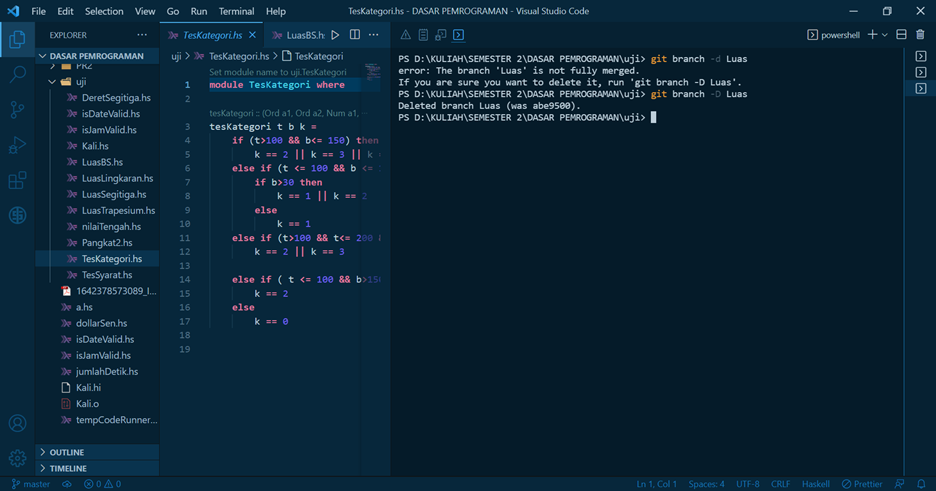 File Edit Selection View Go Run Terminal Help
TesKategori.hs - DASAR PEMROGRAMAN - Visual Studio Code
EXPLORER
DASAR PEMROGRAMAN
PR2
uji
DeretSegitiga.hs
isDateValid.hs
isJamValid.hs
Kali.hs
LuasBS.hs
LuasLingkaran.hs
LuasSegitiga.hs
LuasTrapesium.hs
nilaiTengah.hs
Pangkat2.hs
TesKategori.hs
TesSyarat.hs
1642378573089_I...
a.hs
dollarSen.hs
isDateValid.hs
isJamValid.hs
jumlahDetik.hs
Kali.hi
Kali.o
tempCodeRunner...
OUTLINE
TIMELINE
TesKategori.hs
LuasBS.hs
uji > TesKategori.hs > TesKategori
Set module name to uji.TesKategori
1 module TesKategori where
2
tesKategori :: (Ord a1, Ord a2, Num a1,
3 tesKategori t b k =
4 if (t>100 && b<= 150) then
5 k == 2 || k == 3 || k
6 else if (t <= 100 && b <=
7 if b>30 then
8 k == 1 || k == 2
9 else
10 k == 1
11 else if (t>100 && t<= 200 &
12 k == 2 || k == 3
13
14 else if ( t <= 100 && b>150
15 k == 2
16 else
17 k == 0
18
19
powershell
PS D:\KULIAH\SEMESTER 2\DASAR PEMROGRAMAN\uji> git branch -d Luas
error: The branch 'Luas' is not fully merged.
If you are sure you want to delete it, run 'git branch -D Luas'.
PS D:\KULIAH\SEMESTER 2\DASAR PEMROGRAMAN\uji> git branch -D Luas
Deleted branch Luas (was abe9500).
PS D:\KULIAH\SEMESTER 2\DASAR PEMROGRAMAN\uji>
master
0 0
Ln 1, Col 1 Spaces: 4 UTF-8 CRLF Haskell Prettier